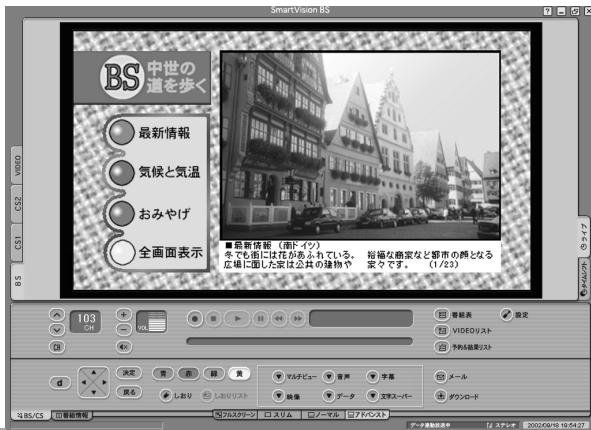 SmartVision BS
BS 中世の
道を歩く
最新情報
気候と気温
おみやげ
全画面表示
■最新情報 (南ドイツ)
冬でも街には花があふれている。 裕福な商家など都市の顔となる
広場に面した家は公共の建物や 家々です。 (1/23)
VIDEO
CS2
CS1
BS
ライブ
タイムシフト
103
CH
VOL
番組表
設定
VIDEOリスト
予約&結果リスト
d
決定
戻る
青 赤 緑 黄
しおり
しおりリスト
マルチビュー 音声 字幕
映像 データ 文字スーパー
メール
ダウンロード
BS/CS 番組情報
フルスクリーン スリム ノーマル アドバンスト
データ連動放送中 ステレオ 2002/09/18 19:54:27